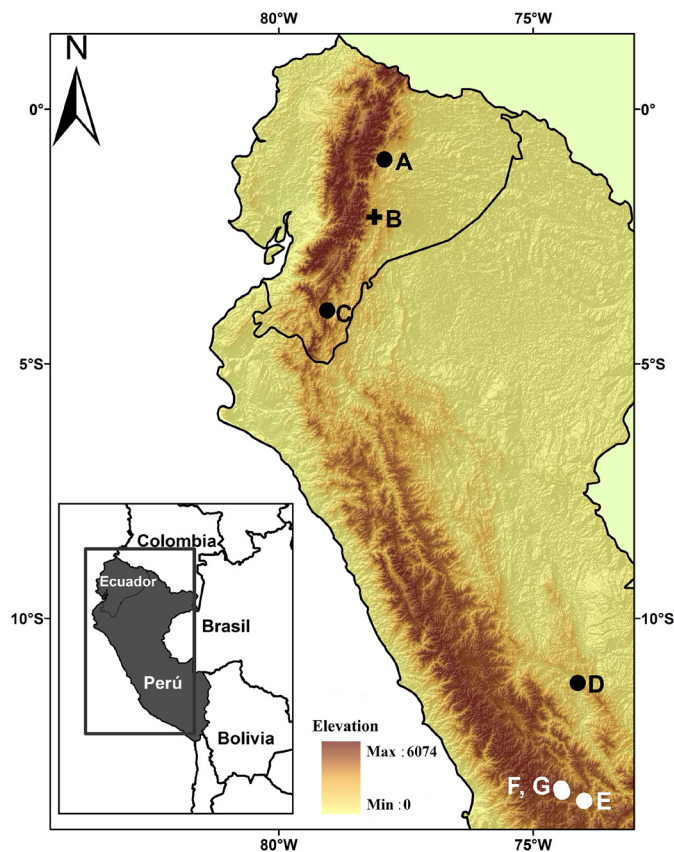 80°W 75°W
N
0° 0°
A
B
C
5°S 5°S
Colombia
Ecuador
Brasil
10°S 10°S
Perú
D
Elevation
Bolivia
Max : 6074
F, G
E
Min : 0
80°W 75°W